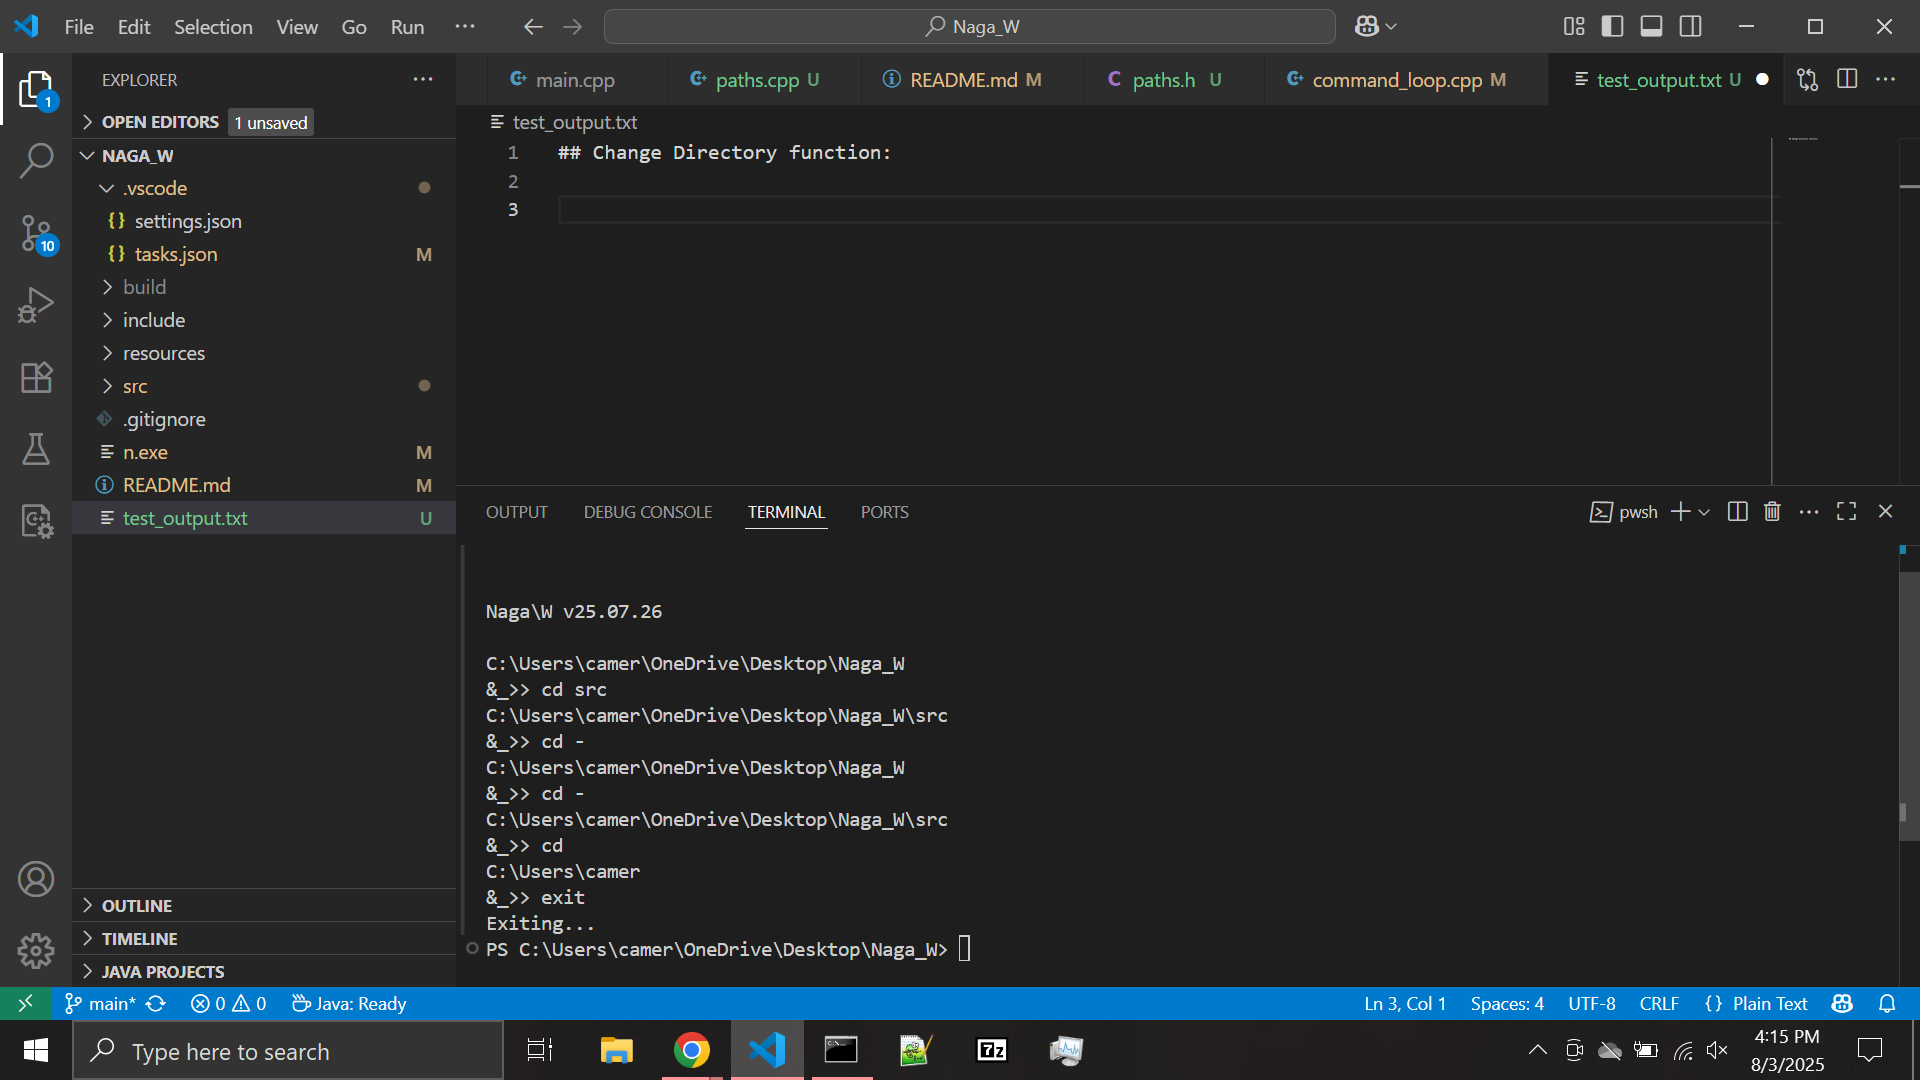 File Edit Selection View Go Run ··· Naga_W
EXPLORER ···
OPEN EDITORS 1 unsaved
NAGA_W
.vscode
{} settings.json
{} tasks.json M
build
include
resources
src
.gitignore
n.exe M
README.md M
test_output.txt U
OUTLINE
TIMELINE
JAVA PROJECTS
1
10
main.cpp paths.cpp U README.md M C paths.h U command_loop.cpp M test_output.txt U
test_output.txt
1 ## Change Directory function:
2
3
OUTPUT DEBUG CONSOLE TERMINAL PORTS pwsh
Naga\W v25.07.26
C:\Users\camer\OneDrive\Desktop\Naga_W
&_>> cd src
C:\Users\camer\OneDrive\Desktop\Naga_W\src
&_>> cd -
C:\Users\camer\OneDrive\Desktop\Naga_W
&_>> cd -
C:\Users\camer\OneDrive\Desktop\Naga_W\src
&_>> cd
C:\Users\camer
&_>> exit
Exiting...
PS C:\Users\camer\OneDrive\Desktop\Naga_W>
main* 0 0 Java: Ready Ln 3, Col 1 Spaces: 4 UTF-8 CRLF {} Plain Text
Type here to search 7z 4:15 PM
8/3/2025